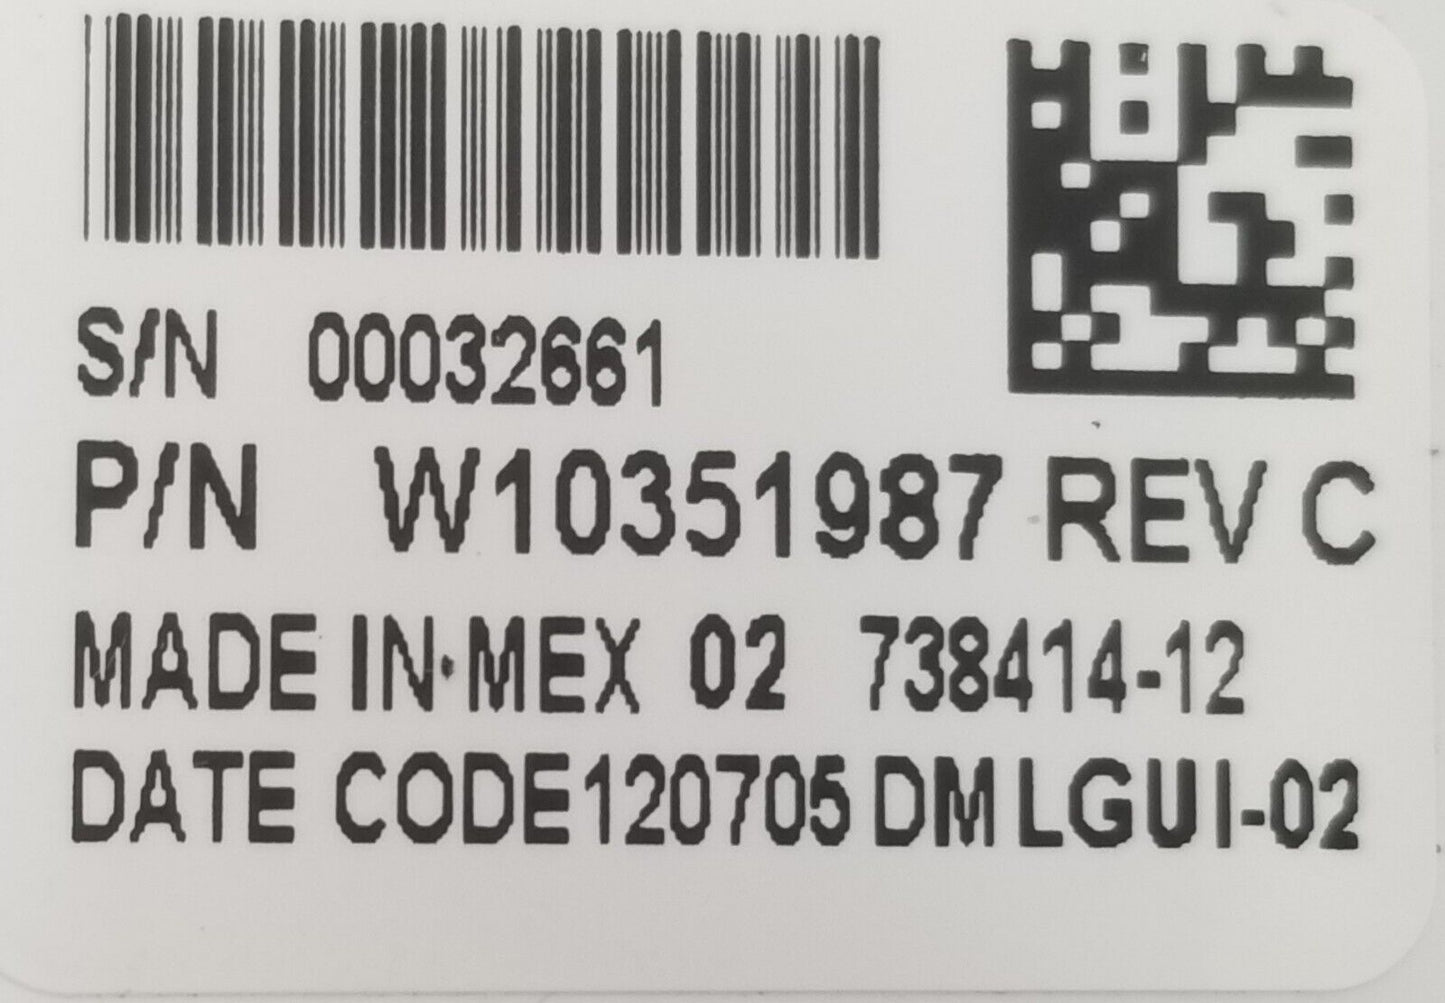 S/N 00032661
P/N W10351987 REV C
MADE IN MEX 02 738414-12
DATE CODE120705 DM LGUI-02